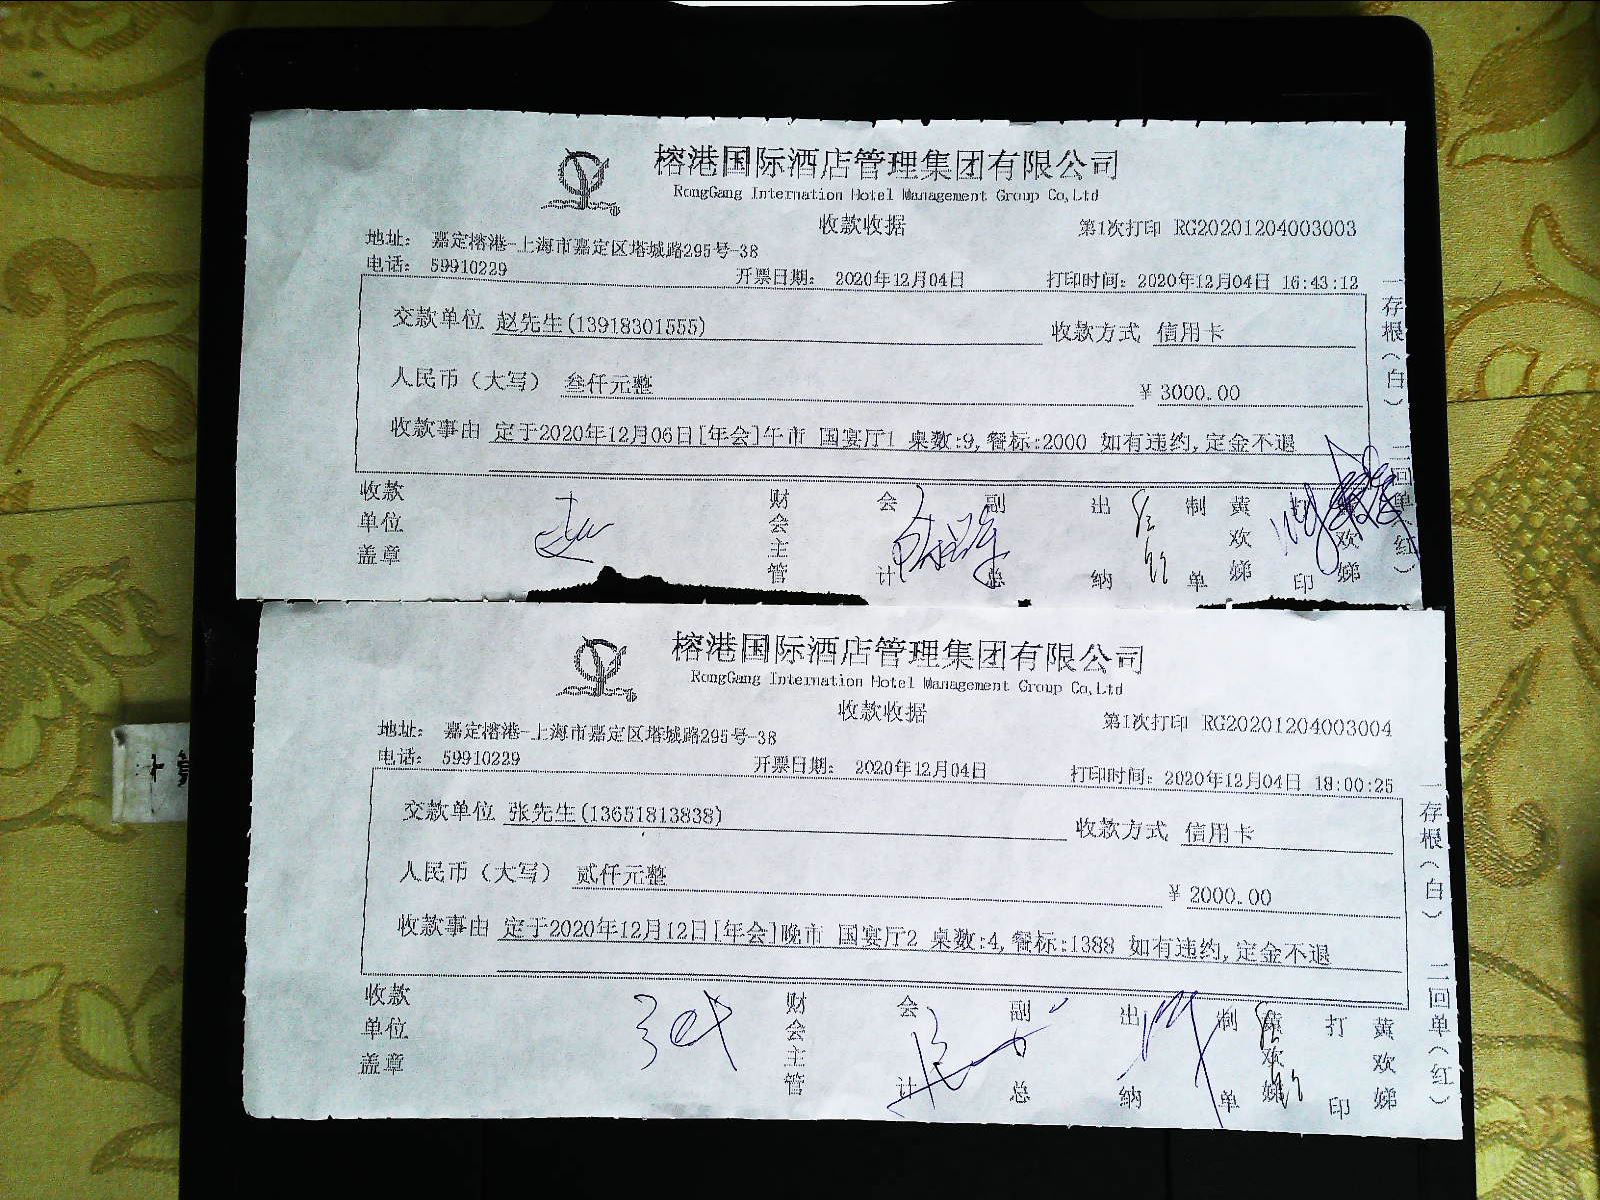 榕港国际酒店管理集团有限公司
RongGang Internation Hotel Management Group Co,Ltd
收款收据
第1次打印 RG20201204003003
地址： 嘉定榕港-上海市嘉定区塔城路295号-38
电话： 59910229
开票日期： 2020年12月04日
打印时间： 2020年12月04日 16:43:12
交款单位 赵先生(13918301555)
收款方式 信用卡
人民币（大写） 叁仟元整
¥ 3000.00
收款事由 定于2020年12月06日[年会]午市 国宴厅1 桌数:9,餐标:2000 如有违约,定金不退
收款单位盖章
财会主管
会计
副总
出纳
制单
黄欢娣
打印
黄欢娣
一存根（白） 二回单（红）
榕港国际酒店管理集团有限公司
RongGang Internation Hotel Management Group Co,Ltd
收款收据
第1次打印 RG20201204003004
地址： 嘉定榕港-上海市嘉定区塔城路295号-38
电话： 59910229
开票日期： 2020年12月04日
打印时间： 2020年12月04日 18:00:25
交款单位 张先生(13651813838)
收款方式 信用卡
人民币（大写） 贰仟元整
¥ 2000.00
收款事由 定于2020年12月12日[年会]晚市 国宴厅2 桌数:4,餐标:1388 如有违约,定金不退
收款单位盖章
财会主管
会计
副总
出纳
制单
黄欢娣
打印
黄欢娣
一存根（白） 二回单（红）